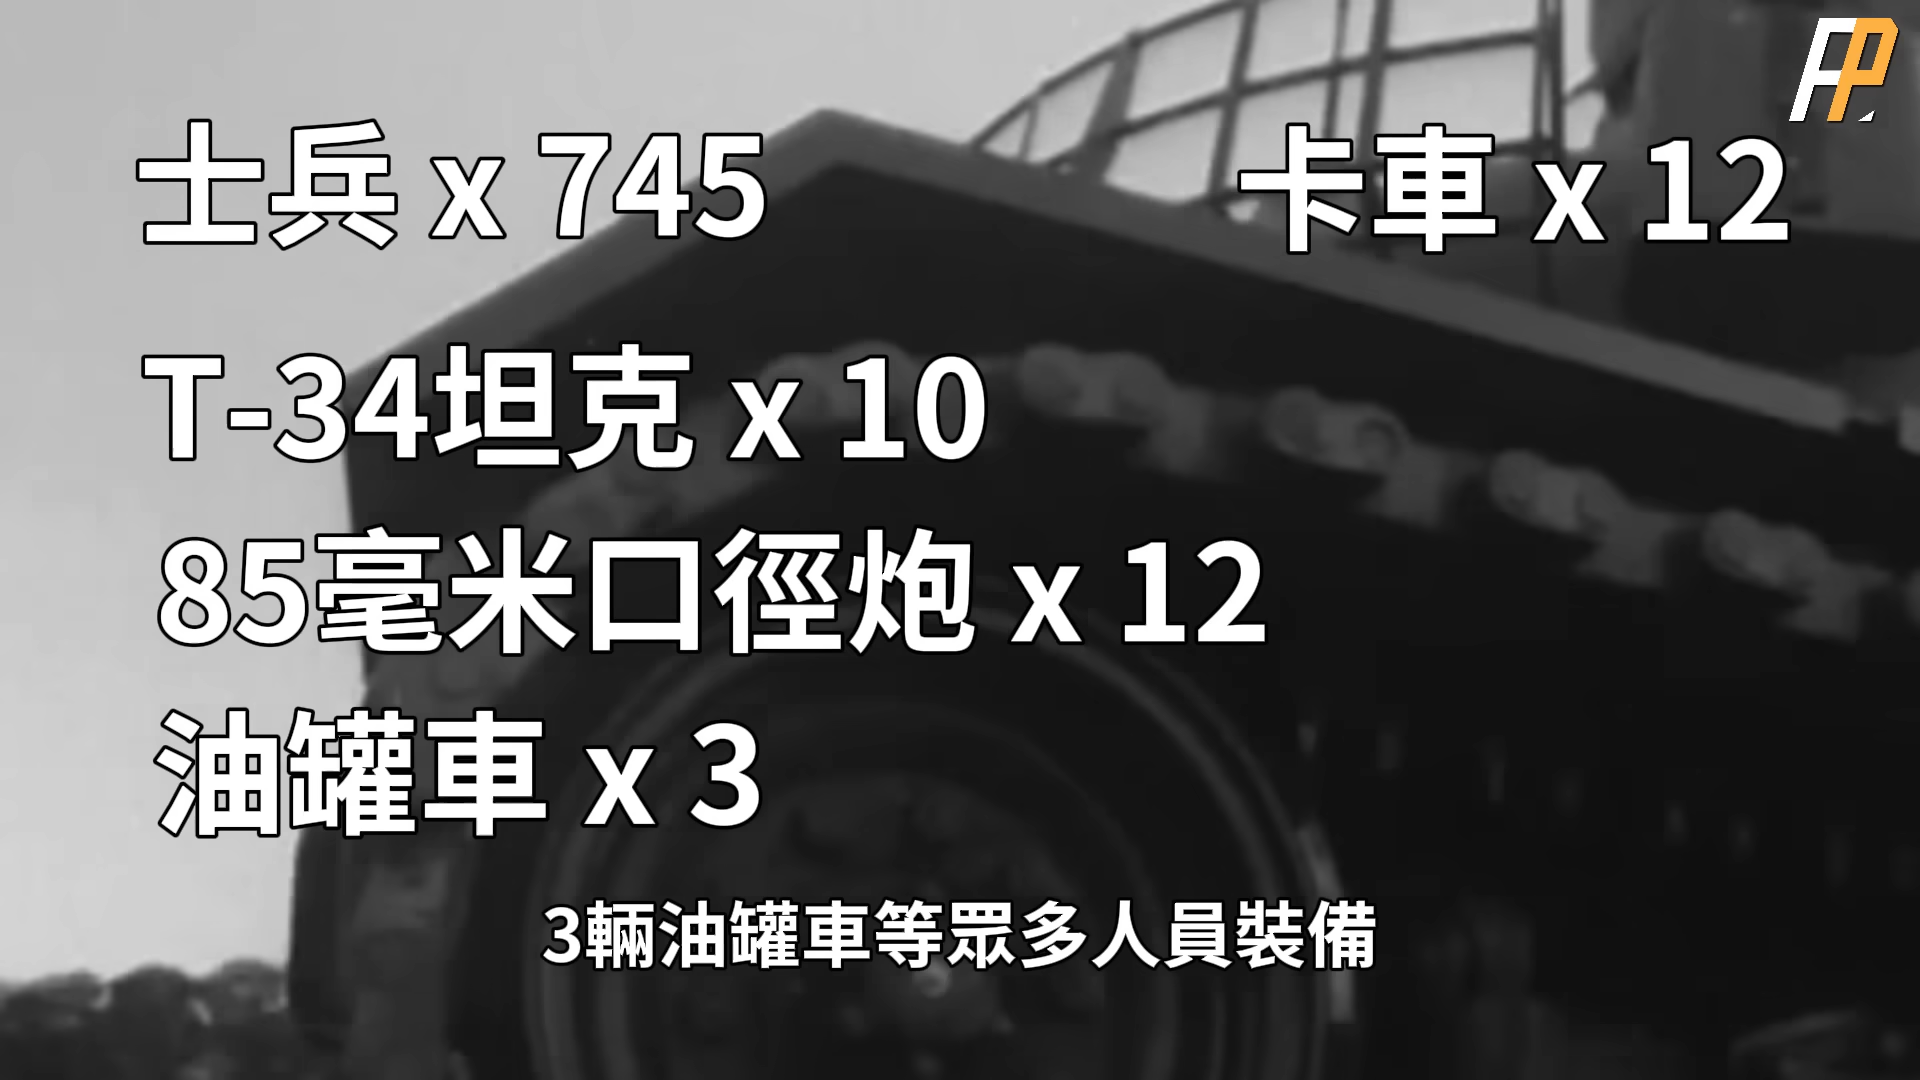 FP
士兵 x 745
卡車 x 12
T-34坦克 x 10
85毫米口徑炮 x 12
油罐車 x 3
3輛油罐車等眾多人員裝備